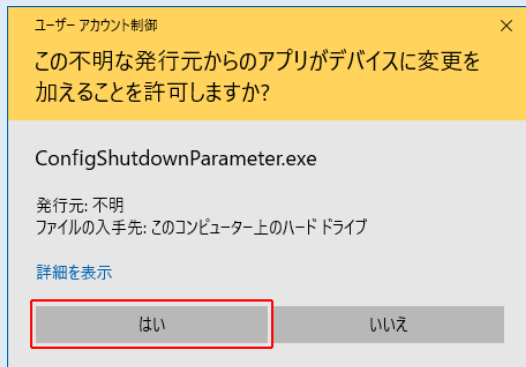 ユーザー アカウント制御
この不明な発行元からのアプリがデバイスに変更を
加えることを許可しますか?
ConfigShutdownParameter.exe
発行元: 不明
ファイルの入手先: このコンピューター上のハード ドライブ
詳細を表示
はい
いいえ